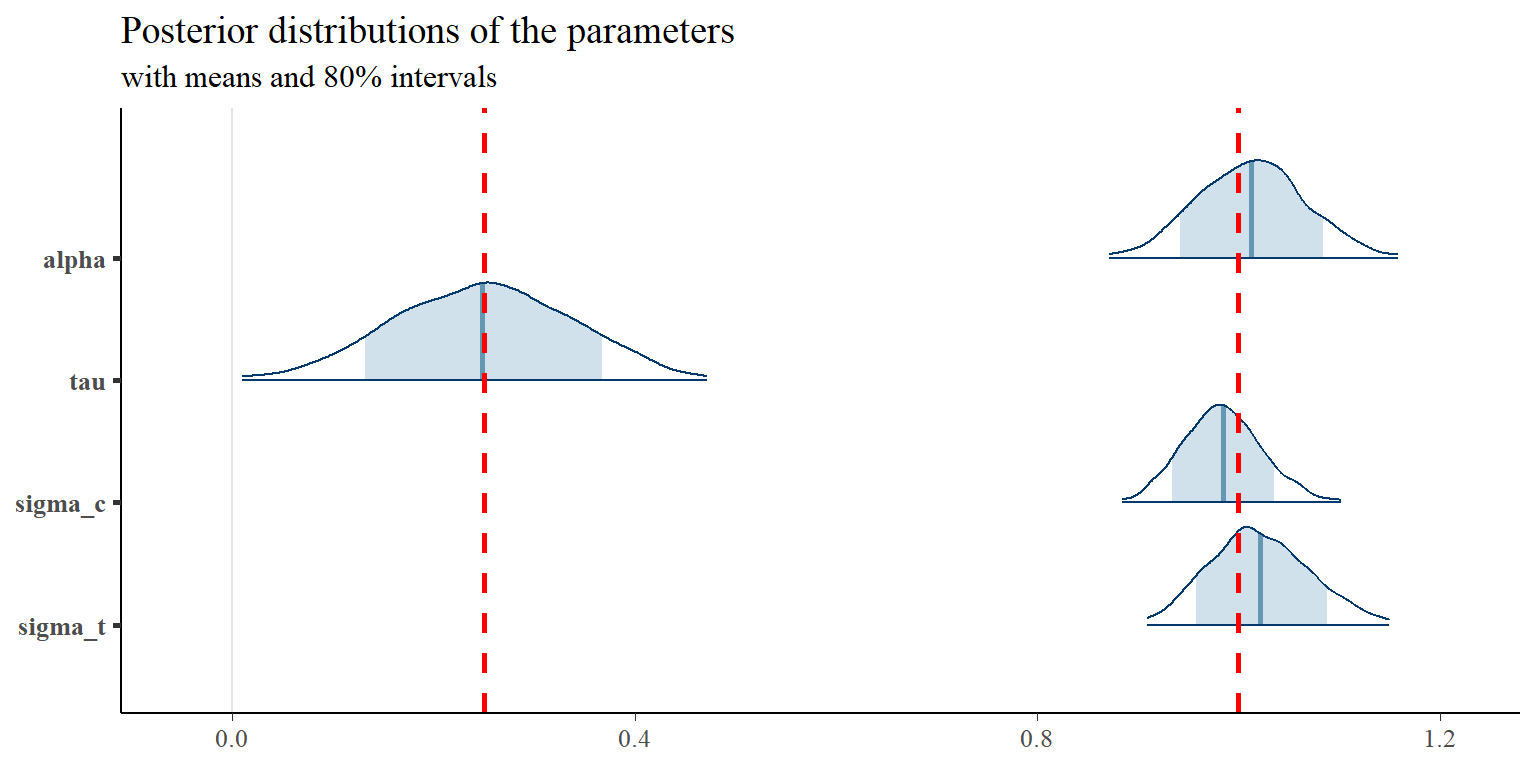 Posterior distributions of the parameters
with means and 80% intervals
alpha
tau
sigma_c
sigma_t
0.0 0.4 0.8 1.2